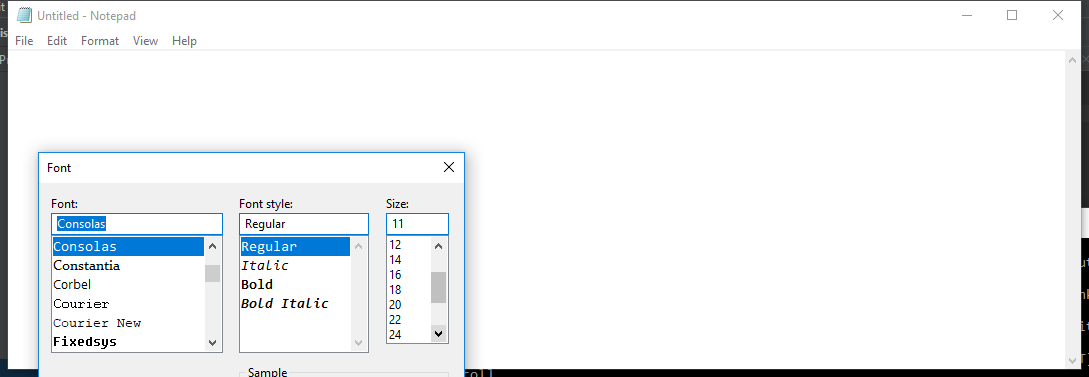 Untitled - Notepad
File Edit Format View Help
Font
Font: Font style: Size:
Consolas Regular 11
Consolas Regular 12
Constantia Italic 14
Corbel Bold 16
Courier Bold Italic 18
Courier New 20
Fixedsys 22
24
Sample